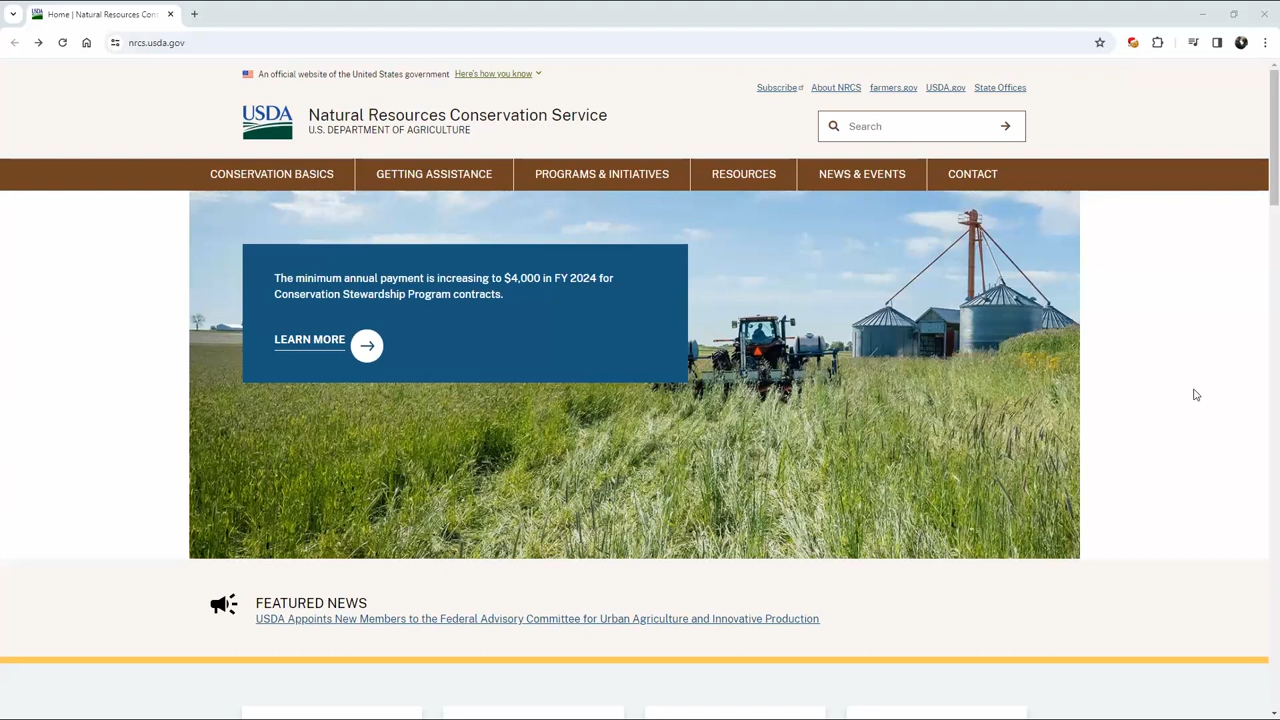 Home | Natural Resources Cons
nrcs.usda.gov
An official website of the United States government Here's how you know
Subscribe About NRCS farmers.gov USDA.gov State Offices
USDA
Natural Resources Conservation Service
U.S. DEPARTMENT OF AGRICULTURE
Search
CONSERVATION BASICS GETTING ASSISTANCE PROGRAMS & INITIATIVES RESOURCES NEWS & EVENTS CONTACT
The minimum annual payment is increasing to $4,000 in FY 2024 for
Conservation Stewardship Program contracts.
LEARN MORE
FEATURED NEWS
USDA Appoints New Members to the Federal Advisory Committee for Urban Agriculture and Innovative Production